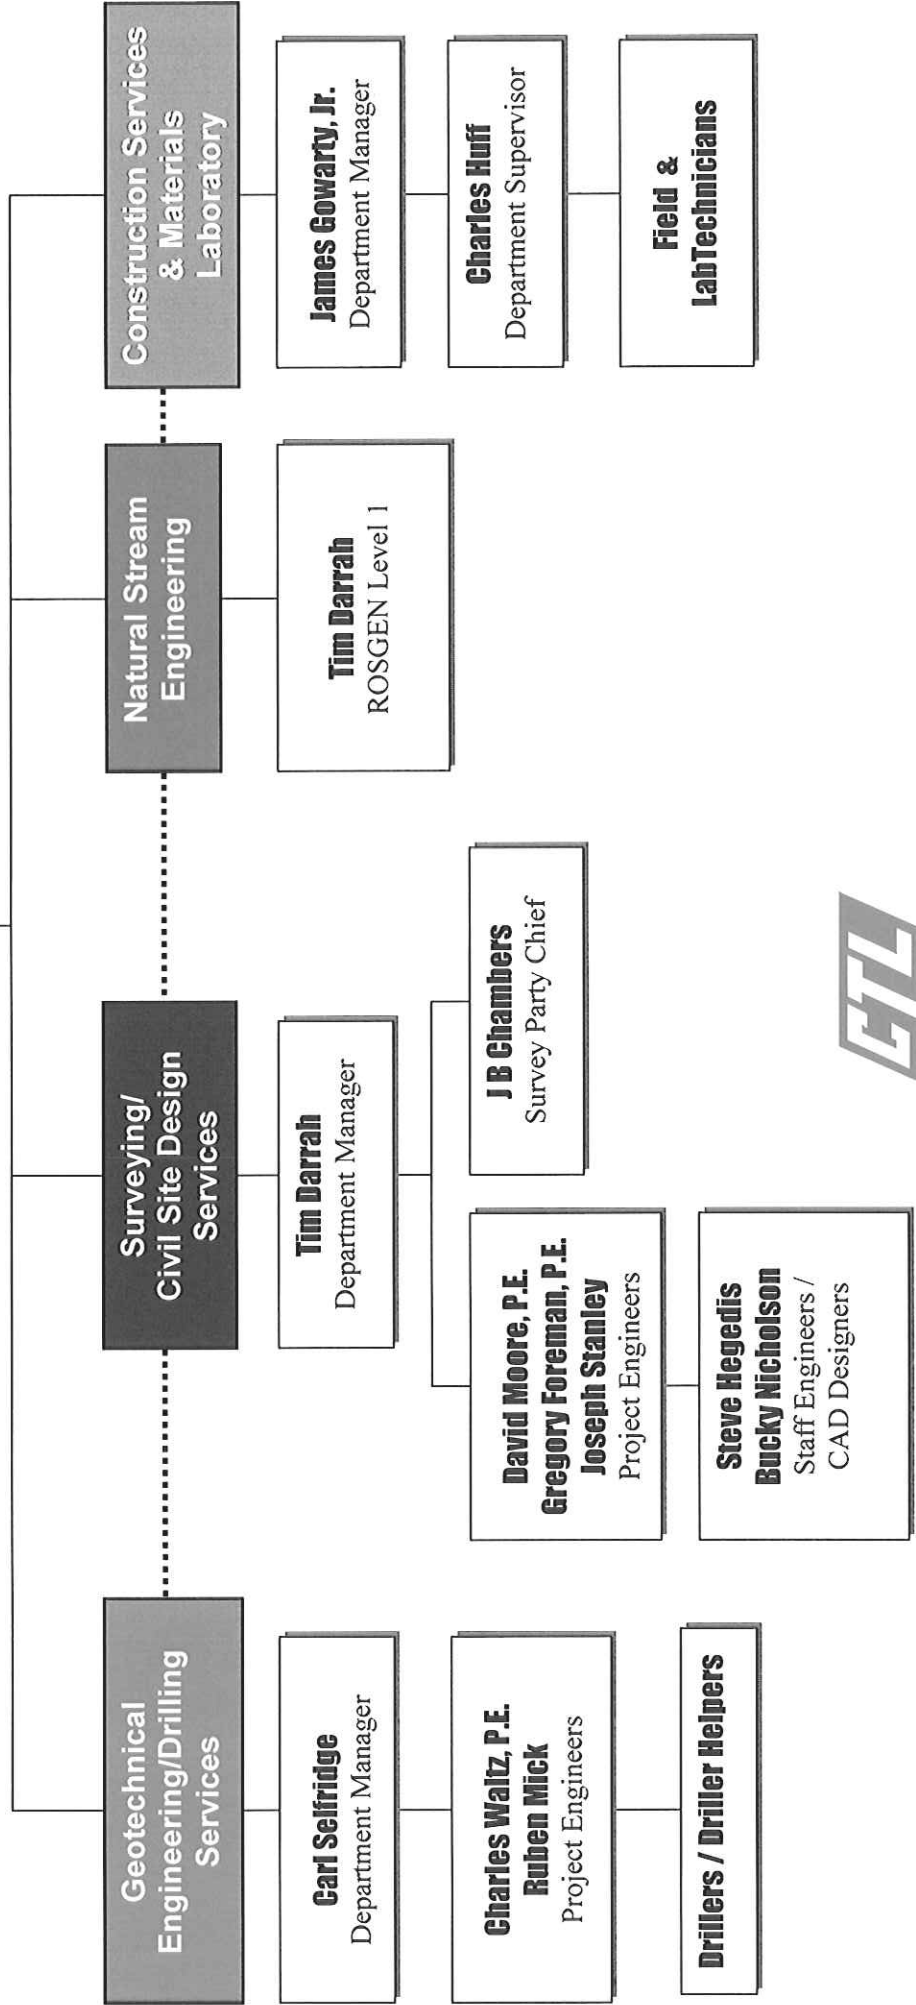 Geotechnical
Engineering/Drilling
Services
Carl Selfridge
Department Manager
Charles Waltz, P.E.
Ruben Mick
Project Engineers
Drillers / Driller Helpers
Surveying/
Civil Site Design
Services
Tim Darrah
Department Manager
David Moore, P.E.
Gregory Foreman, P.E.
Joseph Stanley
Project Engineers
Steve Hegedis
Bucky Nicholson
Staff Engineers /
CAD Designers
J B Chambers
Survey Party Chief
Natural Stream
Engineering
Tim Darrah
ROSGEN Level 1
Construction Services
& Materials
Laboratory
James Gowarty, Jr.
Department Manager
Charles Huff
Department Supervisor
Field &
LabTechnicians
CTL